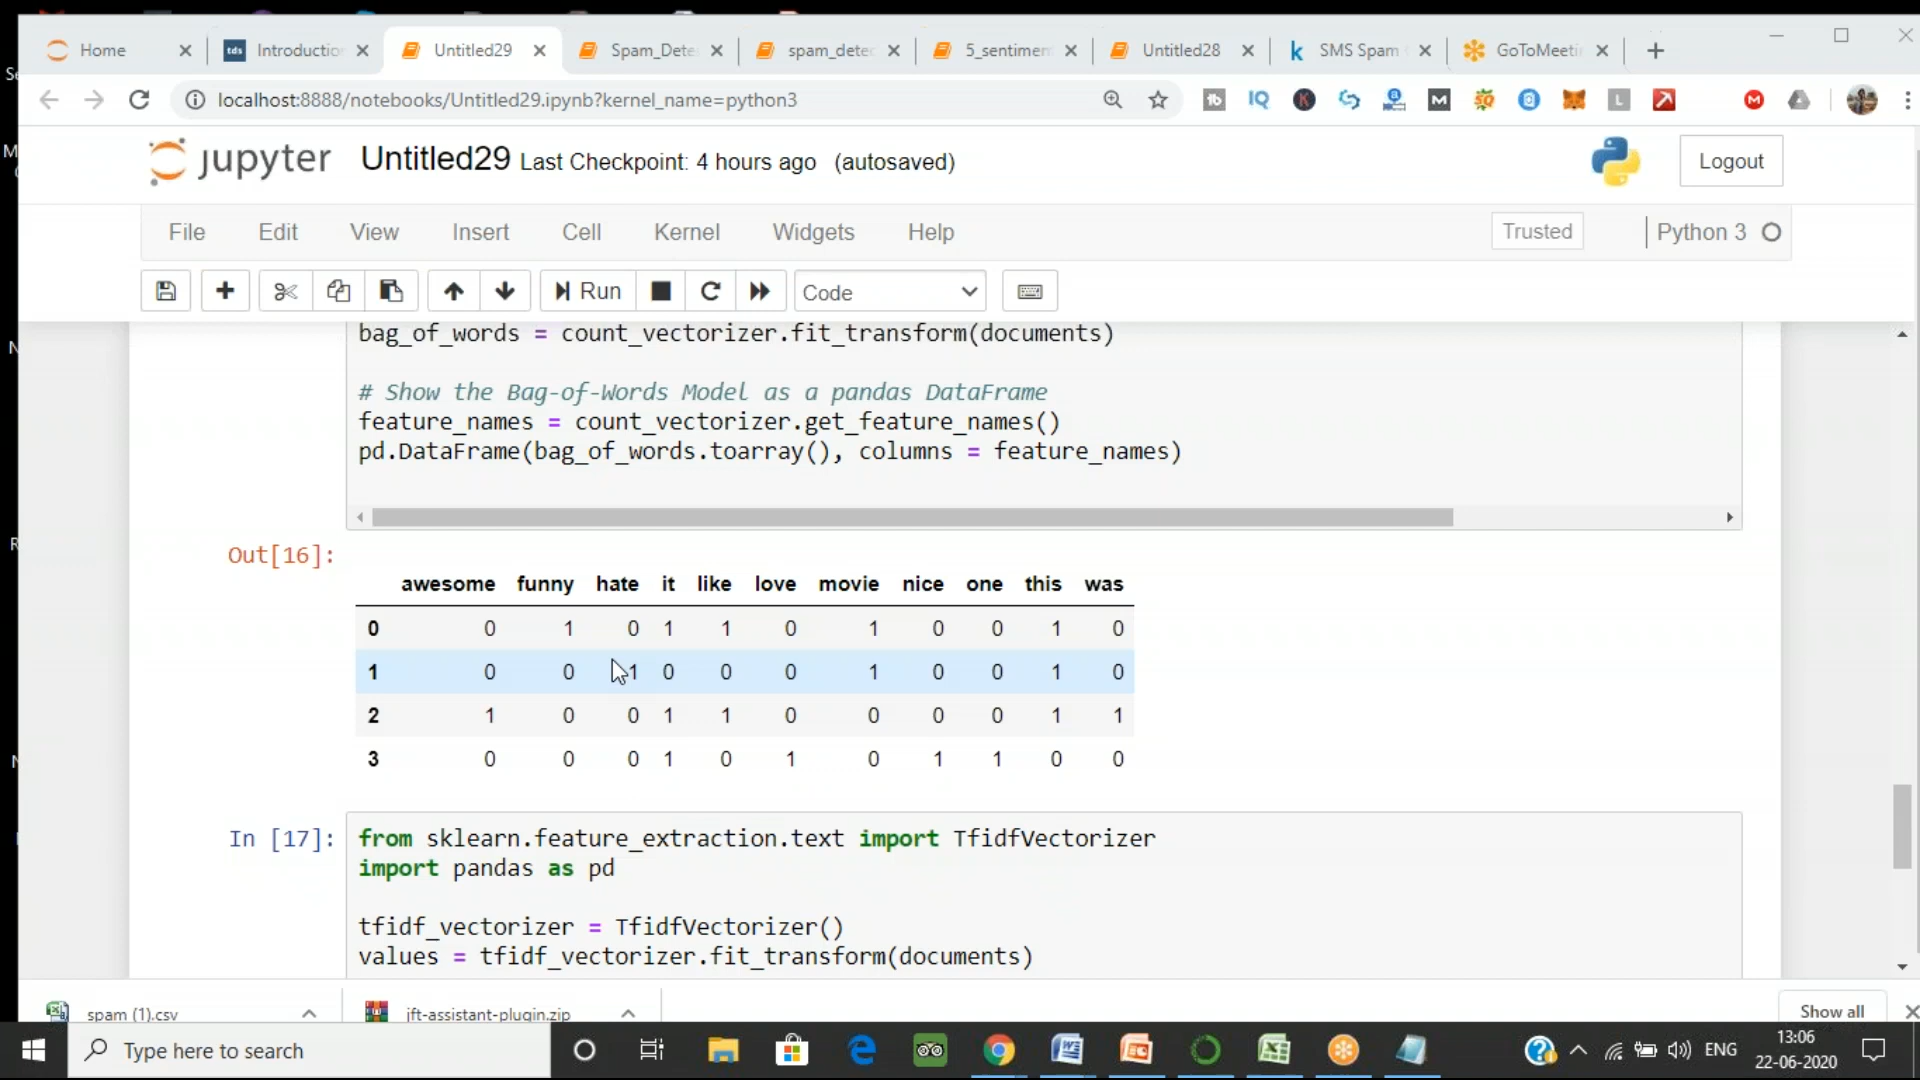 Home
tds Introductio
Untitled29
Spam_Dete
spam_dete
5_sentimen
Untitled28
k SMS Spam
GoToMeeti
localhost:8888/notebooks/Untitled29.ipynb?kernel_name=python3
jupyter Untitled29 Last Checkpoint: 4 hours ago (autosaved)
Logout
File Edit View Insert Cell Kernel Widgets Help
Trusted
Python 3
Run
Code
bag_of_words = count_vectorizer.fit_transform(documents)
# Show the Bag-of-Words Model as a pandas DataFrame
feature_names = count_vectorizer.get_feature_names()
pd.DataFrame(bag_of_words.toarray(), columns = feature_names)
Out[16]:
awesome funny hate it like love movie nice one this was
0 0 1 0 1 1 0 1 0 0 1 0
1 0 0 1 0 0 0 1 0 0 1 0
2 1 0 0 1 1 0 0 0 0 1 1
3 0 0 0 1 0 1 0 1 1 0 0
In [17]:
from sklearn.feature_extraction.text import TfidfVectorizer
import pandas as pd
tfidf_vectorizer = TfidfVectorizer()
values = tfidf_vectorizer.fit_transform(documents)
spam (1).csv
jft-assistant-plugin.zip
Show all
Type here to search
ENG
13:06
22-06-2020